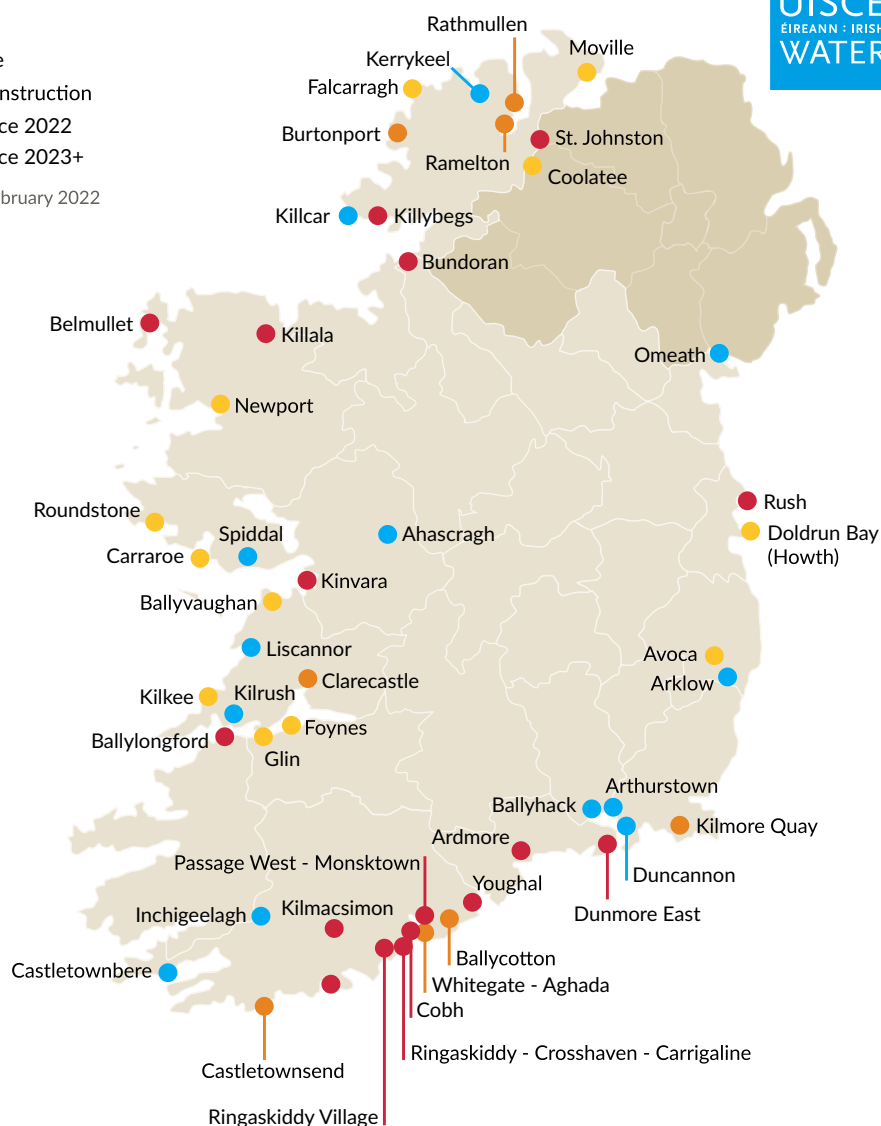 UISCE
ÉIREANN : IRISH
WATER
Rathmullen
Moville
Kerrykeel
Falcarragh
nstruction
ce 2022
Burtonport
St. Johnston
ce 2023+
Ramelton
Coolatee
bruary 2022
Killcar
Killybegs
Bundoran
Belmullet
Killala
Omeath
Newport
Rush
Roundstone
Spiddal
Ahascragh
Doldrun Bay
(Howth)
Carraroe
Kinvara
Ballyvaughan
Liscannor
Avoca
Clarecastle
Arklow
Kilkee
Kilrush
Foynes
Ballylongford
Glin
Arthurstown
Ballyhack
Kilmore Quay
Ardmore
Passage West - Monsktown
Duncannon
Youghal
Inchigeelagh
Kilmacsimon
Dunmore East
Ballycotton
Castletownbere
Whitegate - Aghada
Cobh
Ringaskiddy - Crosshaven - Carrigaline
Castletownsend
Ringaskiddy Village